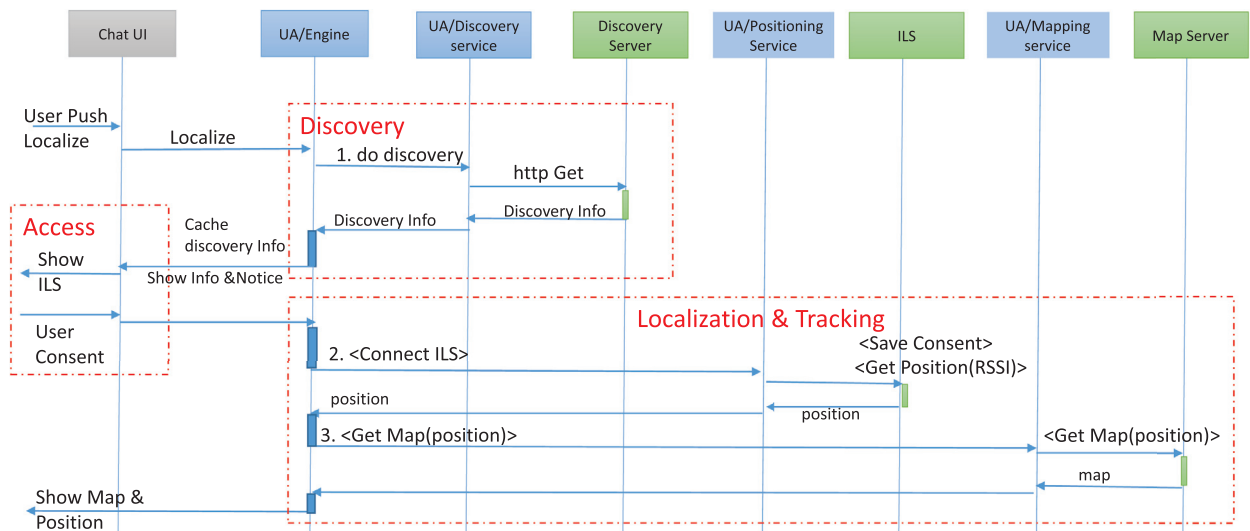 Chat UI
UA/Engine
UA/Discovery
service
Discovery
Server
UA/Positioning
Service
ILS
UA/Mapping
service
Map Server
User Push
Localize
Localize
Discovery
1. do discovery
http Get
Discovery Info
Discovery Info
Cache
discovery Info
Show Info &Notice
Access
Show
ILS
User
Consent
Localization & Tracking
2. <Connect ILS>
<Save Consent>
<Get Position(RSSI)>
position
position
3. <Get Map(position)>
<Get Map(position)>
map
Show Map &
Position